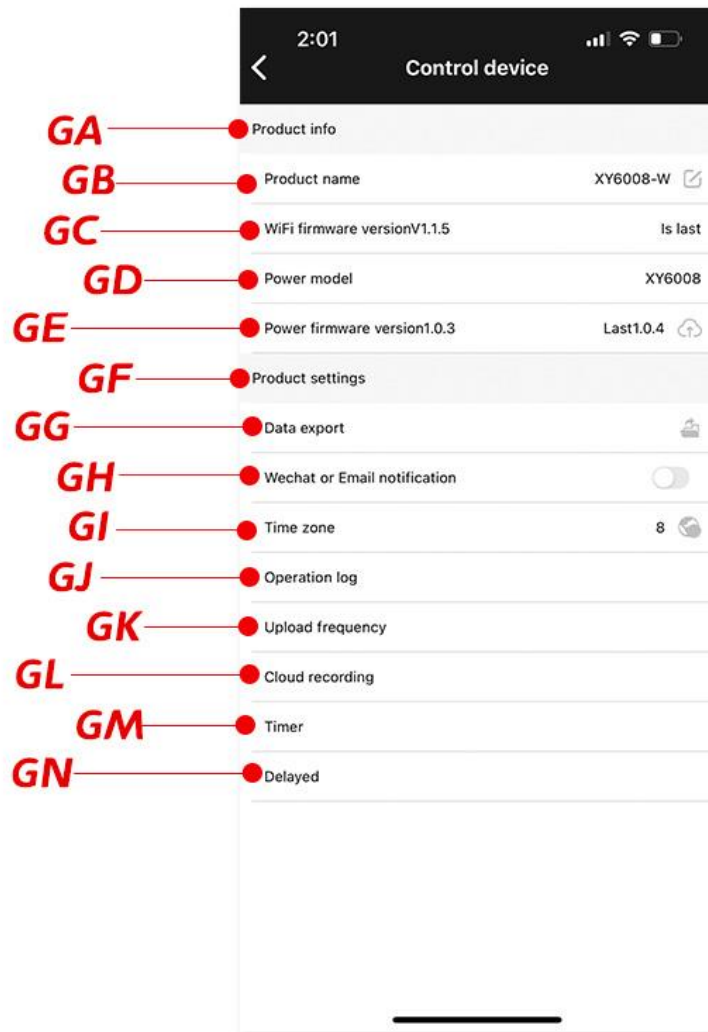 2:01
Control device
GA Product info
GB Product name XY6008-W
GC WiFi firmware versionV1.1.5 Is last
GD Power model XY6008
GE Power firmware version1.0.3 Last1.0.4
GF Product settings
GG Data export
GH Wechat or Email notification
GI Time zone 8
GJ Operation log
GK Upload frequency
GL Cloud recording
GM Timer
GN Delayed